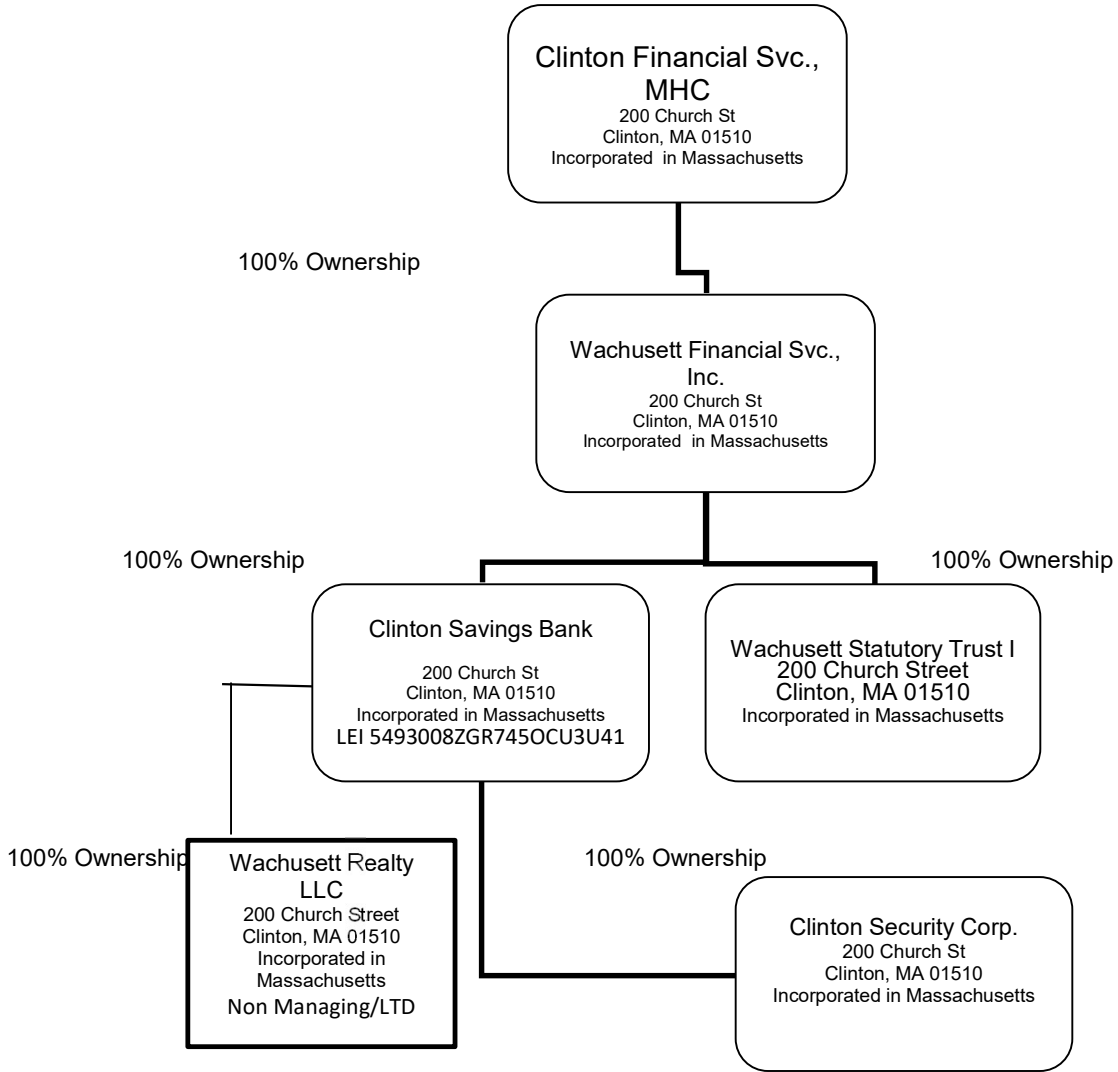 Clinton Financial Svc.,
MHC
200 Church St
Clinton, MA 01510
Incorporated in Massachusetts
100% Ownership
Wachusett Financial Svc.,
Inc.
200 Church St
Clinton, MA 01510
Incorporated in Massachusetts
100% Ownership
100% Ownership
Clinton Savings Bank
200 Church St
Clinton, MA 01510
Incorporated in Massachusetts
LEI 5493008ZGR745OCU3U41
Wachusett Statutory Trust I
200 Church Street
Clinton, MA 01510
Incorporated in Massachusetts
100% Ownership
Wachusett Realty
LLC
200 Church Street
Clinton, MA 01510
Incorporated in
Massachusetts
Non Managing/LTD
100% Ownership
Clinton Security Corp.
200 Church St
Clinton, MA 01510
Incorporated in Massachusetts